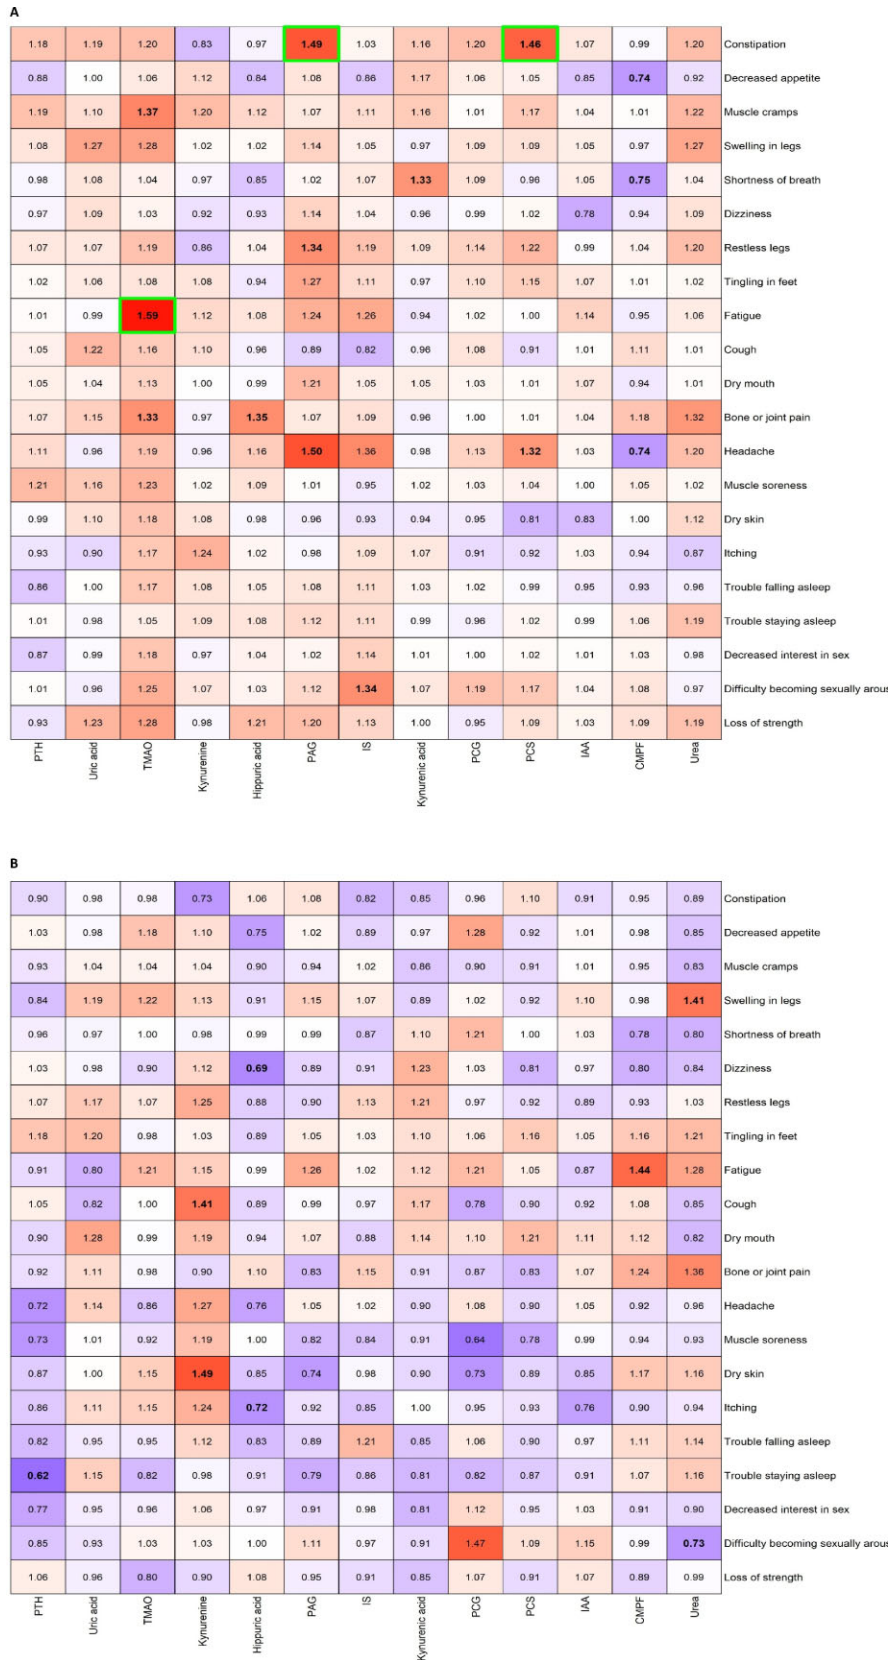 A
1.18 1.19 1.20 0.83 0.97 1.49 1.03 1.16 1.20 1.46 1.07 0.99 1.20 Constipation
0.88 1.00 1.06 1.12 0.84 1.08 0.86 1.17 1.06 1.05 0.85 0.74 0.92 Decreased appetite
1.19 1.10 1.37 1.20 1.12 1.07 1.11 1.16 1.01 1.17 1.04 1.01 1.22 Muscle cramps
1.08 1.27 1.28 1.02 1.02 1.14 1.05 0.97 1.09 1.09 1.05 0.97 1.27 Swelling in legs
0.98 1.08 1.04 0.97 0.85 1.02 1.07 1.33 1.09 0.96 1.05 0.75 1.04 Shortness of breath
0.97 1.09 1.03 0.92 0.93 1.14 1.04 0.96 0.99 1.02 0.78 0.94 1.09 Dizziness
1.07 1.07 1.19 0.86 1.04 1.34 1.19 1.09 1.14 1.22 0.99 1.04 1.20 Restless legs
1.02 1.06 1.08 1.08 0.94 1.27 1.11 0.97 1.10 1.15 1.07 1.01 1.02 Tingling in feet
1.01 0.99 1.59 1.12 1.08 1.24 1.26 0.94 1.02 1.00 1.14 0.95 1.06 Fatigue
1.05 1.22 1.16 1.10 0.96 0.89 0.82 0.96 1.08 0.91 1.01 1.11 1.01 Cough
1.05 1.04 1.13 1.00 0.99 1.21 1.05 1.05 1.03 1.01 1.07 0.94 1.01 Dry mouth
1.07 1.15 1.33 0.97 1.35 1.07 1.09 0.96 1.00 1.01 1.04 1.18 1.32 Bone or joint pain
1.11 0.96 1.19 0.96 1.16 1.50 1.36 0.98 1.13 1.32 1.03 0.74 1.20 Headache
1.21 1.16 1.23 1.02 1.09 1.01 0.95 1.02 1.03 1.04 1.00 1.05 1.02 Muscle soreness
0.99 1.10 1.18 1.08 0.98 0.96 0.93 0.94 0.95 0.81 0.83 1.00 1.12 Dry skin
0.93 0.90 1.17 1.24 1.02 0.98 1.09 1.07 0.91 0.92 1.03 0.94 0.87 Itching
0.86 1.00 1.17 1.08 1.05 1.08 1.11 1.03 1.02 0.99 0.95 0.93 0.96 Trouble falling asleep
1.01 0.98 1.05 1.09 1.08 1.12 1.11 0.99 0.96 1.02 0.99 1.06 1.19 Trouble staying asleep
0.87 0.99 1.18 0.97 1.04 1.02 1.14 1.01 1.00 1.02 1.01 1.03 0.98 Decreased interest in sex
1.01 0.96 1.25 1.07 1.03 1.12 1.34 1.07 1.19 1.17 1.04 1.08 0.97 Difficulty becoming sexually arous
0.93 1.23 1.28 0.98 1.21 1.20 1.13 1.00 0.95 1.09 1.03 1.09 1.19 Loss of strength
PTH Uric acid TMAO Kynurenine Hippuric acid PAG IS Kynurenic acid PCG PCS IAA CMPF Urea
B
0.90 0.98 0.98 0.73 1.06 1.08 0.82 0.85 0.96 1.10 0.91 0.95 0.89 Constipation
1.03 0.98 1.18 1.10 0.75 1.02 0.89 0.97 1.28 0.92 1.01 0.98 0.85 Decreased appetite
0.93 1.04 1.04 1.04 0.90 0.94 1.02 0.86 0.90 0.91 1.01 0.95 0.83 Muscle cramps
0.84 1.19 1.22 1.13 0.91 1.15 1.07 0.89 1.02 0.92 1.10 0.98 1.41 Swelling in legs
0.96 0.97 1.00 0.98 0.99 0.99 0.87 1.10 1.21 1.00 1.03 0.78 0.80 Shortness of breath
1.03 0.98 0.90 1.12 0.69 0.89 0.91 1.23 1.03 0.81 0.97 0.80 0.84 Dizziness
1.07 1.17 1.07 1.25 0.88 0.90 1.13 1.21 0.97 0.92 0.89 0.93 1.03 Restless legs
1.18 1.20 0.98 1.03 0.89 1.05 1.03 1.10 1.06 1.16 1.05 1.16 1.21 Tingling in feet
0.91 0.80 1.21 1.15 0.99 1.26 1.02 1.12 1.21 1.05 0.87 1.44 1.28 Fatigue
1.05 0.82 1.00 1.41 0.89 0.99 0.97 1.17 0.78 0.90 0.92 1.08 0.85 Cough
0.90 1.28 0.99 1.19 0.94 1.07 0.88 1.14 1.10 1.21 1.11 1.12 0.82 Dry mouth
0.92 1.11 0.98 0.90 1.10 0.83 1.15 0.91 0.87 0.83 1.07 1.24 1.36 Bone or joint pain
0.72 1.14 0.86 1.27 0.76 1.05 1.02 0.90 1.08 0.90 1.05 0.92 0.96 Headache
0.73 1.01 0.92 1.19 1.00 0.82 0.84 0.91 0.64 0.78 0.99 0.94 0.93 Muscle soreness
0.87 1.00 1.15 1.49 0.85 0.74 0.98 0.90 0.73 0.89 0.85 1.17 1.16 Dry skin
0.86 1.11 1.15 1.24 0.72 0.92 0.85 1.00 0.95 0.93 0.76 0.90 0.94 Itching
0.82 0.95 0.95 1.12 0.83 0.89 1.21 0.85 1.06 0.90 0.97 1.11 1.14 Trouble falling asleep
0.62 1.15 0.82 0.98 0.91 0.79 0.86 0.81 0.82 0.87 0.91 1.07 1.16 Trouble staying asleep
0.77 0.95 0.96 1.06 0.97 0.91 0.98 0.81 1.12 0.95 1.03 0.91 0.90 Decreased interest in sex
0.85 0.93 1.03 1.03 1.00 1.11 0.97 0.91 1.47 1.09 1.15 0.99 0.73 Difficulty becoming sexually arous
1.06 0.96 0.80 0.90 1.08 0.95 0.91 0.85 1.07 0.91 1.07 0.89 0.99 Loss of strength
PTH Uric acid TMAO Kynurenine Hippuric acid PAG IS Kynurenic acid PCG PCS IAA CMPF Urea